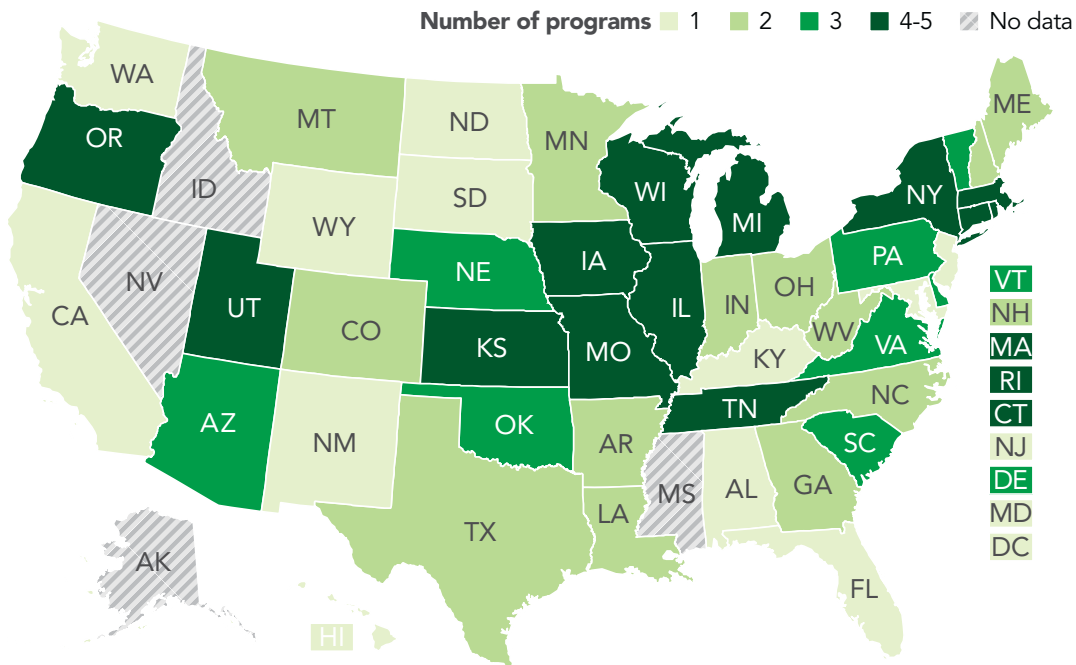 Number of programs 1 2 3 4-5 No data
WA
ME
MT
ND
OR
MN
ID
WI
NY
SD
MI
WY
PA
IA
NE
NV
VT
OH
IN
UT
IL
NH
CA
CO
WV
VA
KS
MO
MA
KY
RI
NC
TN
CT
AZ
OK
NM
AR
SC
NJ
DE
GA
AL
MS
LA
MD
TX
DC
AK
FL
HI